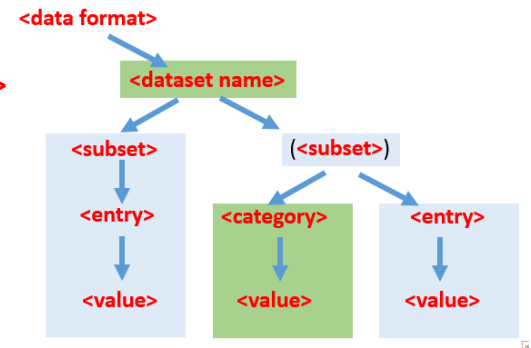 <data format>
<dataset name>
>
<subset> (<subset>)
<entry> <category> <entry>
<value> <value> <value>